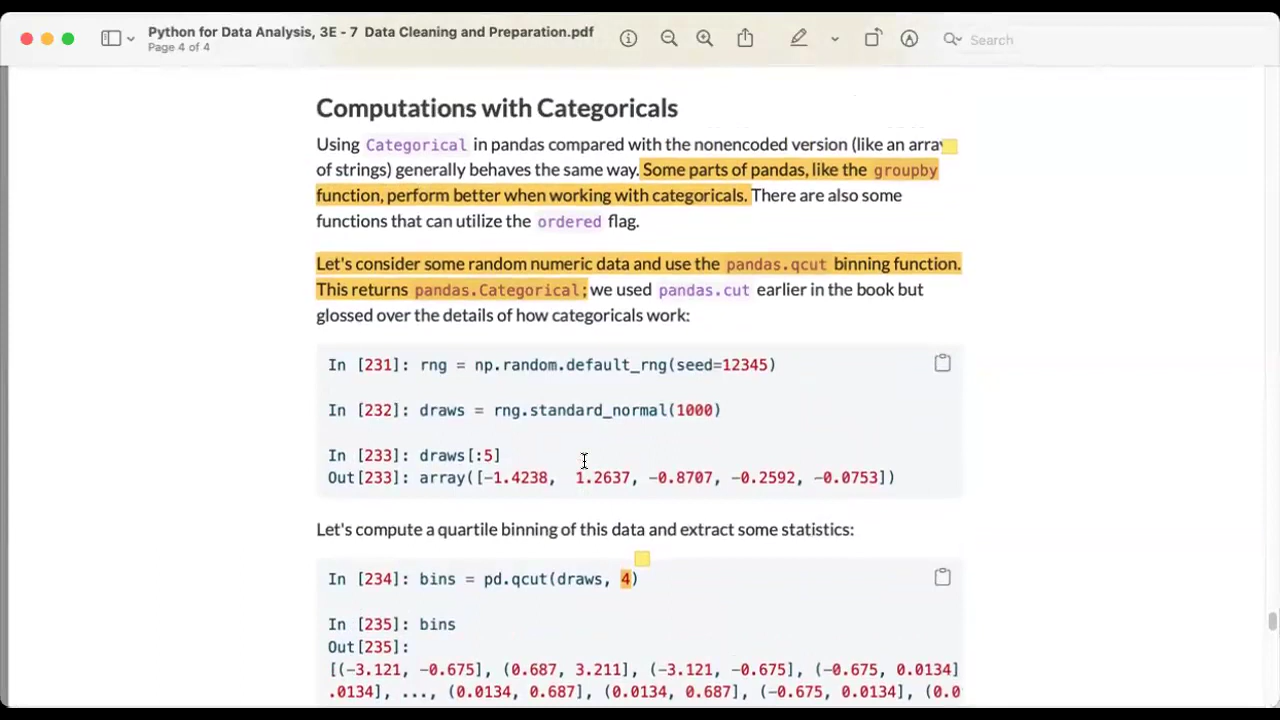 Python for Data Analysis, 3E - 7 Data Cleaning and Preparation.pdf
Page 4 of 4
Search
Computations with Categoricals
Using Categorical in pandas compared with the nonencoded version (like an array
of strings) generally behaves the same way. Some parts of pandas, like the groupby
function, perform better when working with categoricals. There are also some
functions that can utilize the ordered flag.
Let's consider some random numeric data and use the pandas.qcut binning function.
This returns pandas.Categorical; we used pandas.cut earlier in the book but
glossed over the details of how categoricals work:
In [231]: rng = np.random.default_rng(seed=12345)
In [232]: draws = rng.standard_normal(1000)
In [233]: draws[:5]
Out[233]: array([-1.4238,  1.2637, -0.8707, -0.2592, -0.0753])
Let's compute a quartile binning of this data and extract some statistics:
In [234]: bins = pd.qcut(draws, 4)
In [235]: bins
Out[235]:
[(-3.121, -0.675], (0.687, 3.211], (-3.121, -0.675], (-0.675, 0.0134]
.0134], ..., (0.0134, 0.687], (0.0134, 0.687], (-0.675, 0.0134], (0.0